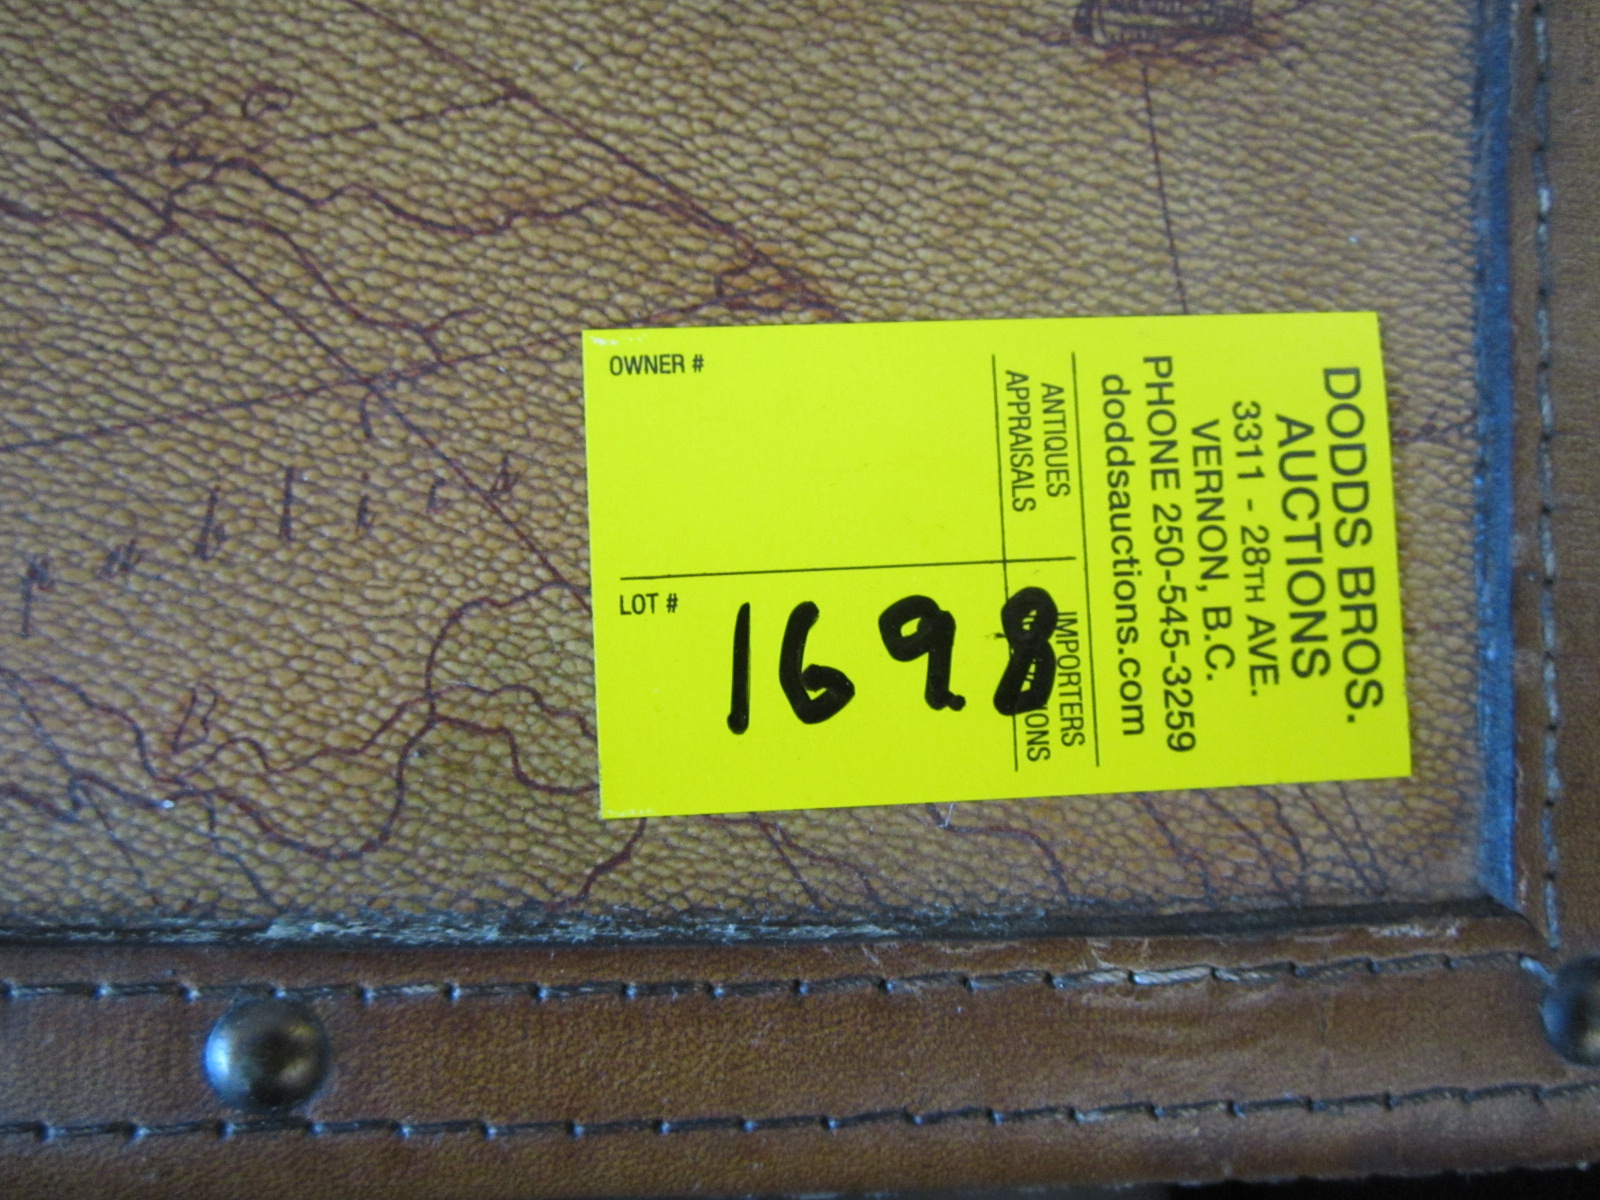 DODDS BROS.
AUCTIONS
3311 - 28TH AVE.
VERNON, B.C.
PHONE 250-545-3259
doddsauctions.com
ANTIQUES IMPORTERS
APPRAISALS
OWNER #
LOT # 1698
publica
B